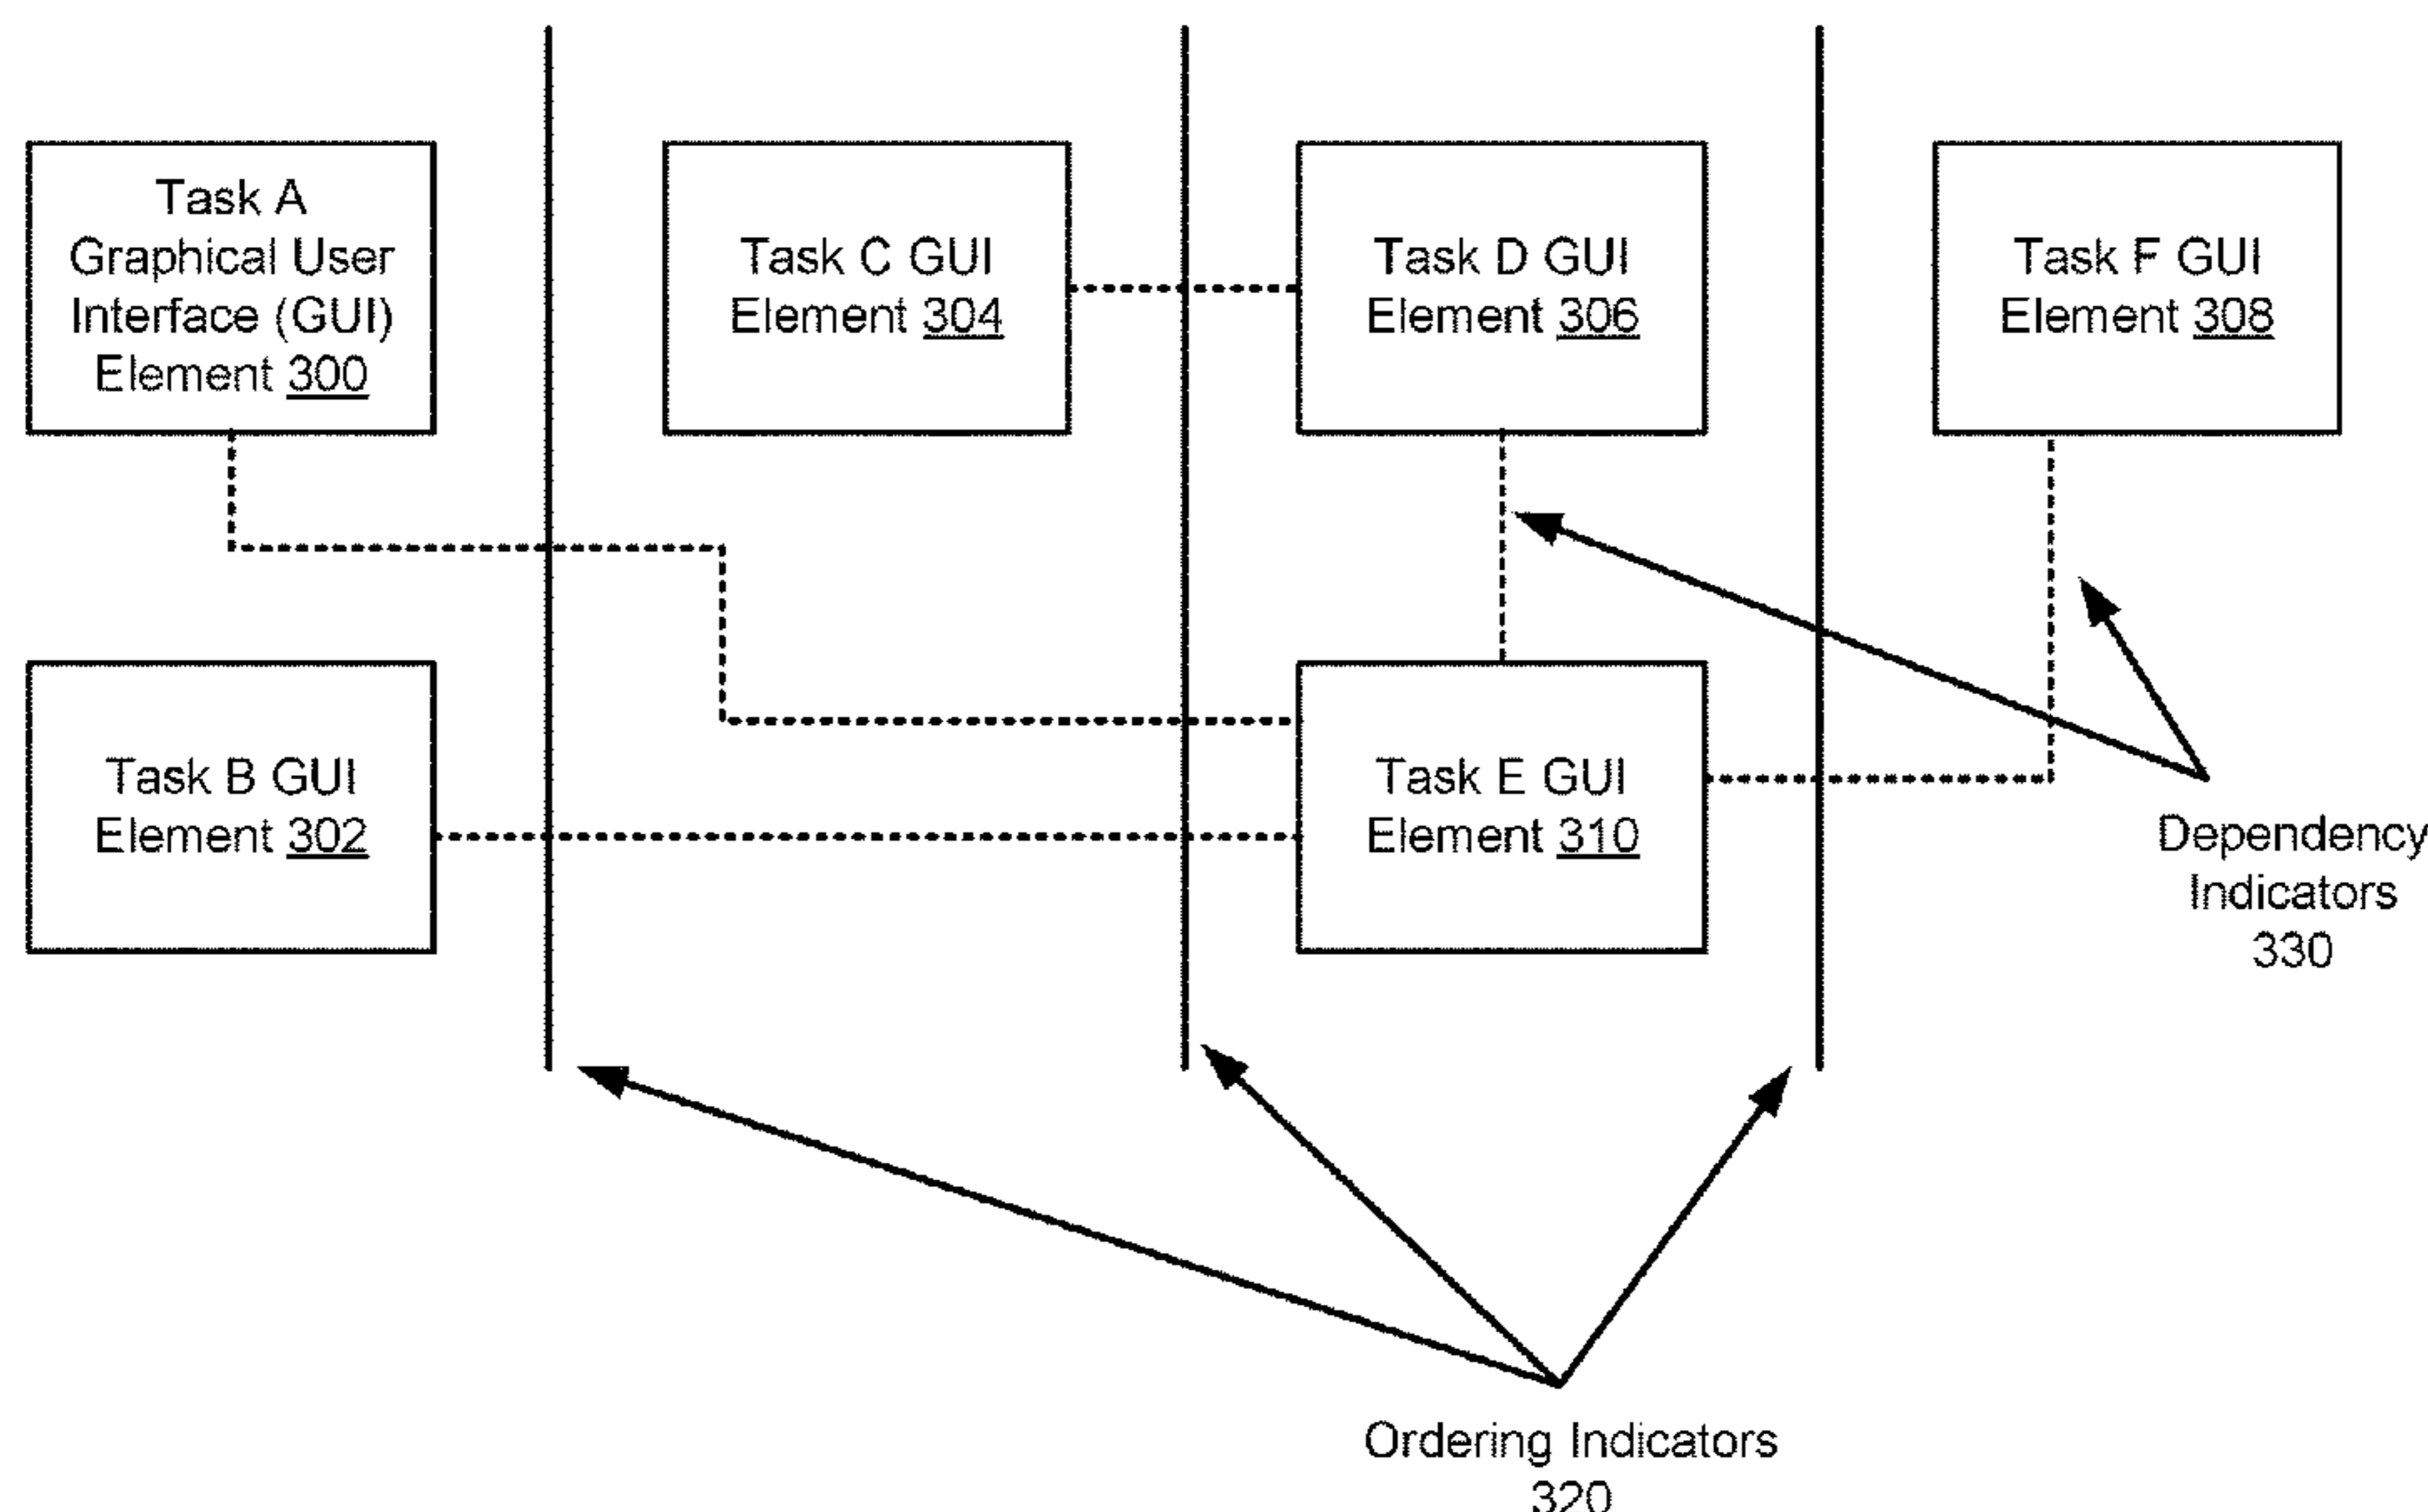 Task A
Graphical User
Interface (GUI)
Element 300
Task C GUI
Element 304
Task D GUI
Element 306
Task F GUI
Element 308
Task B GUI
Element 302
Task E GUI
Element 310
Dependency
Indicators
330
Ordering Indicators
320